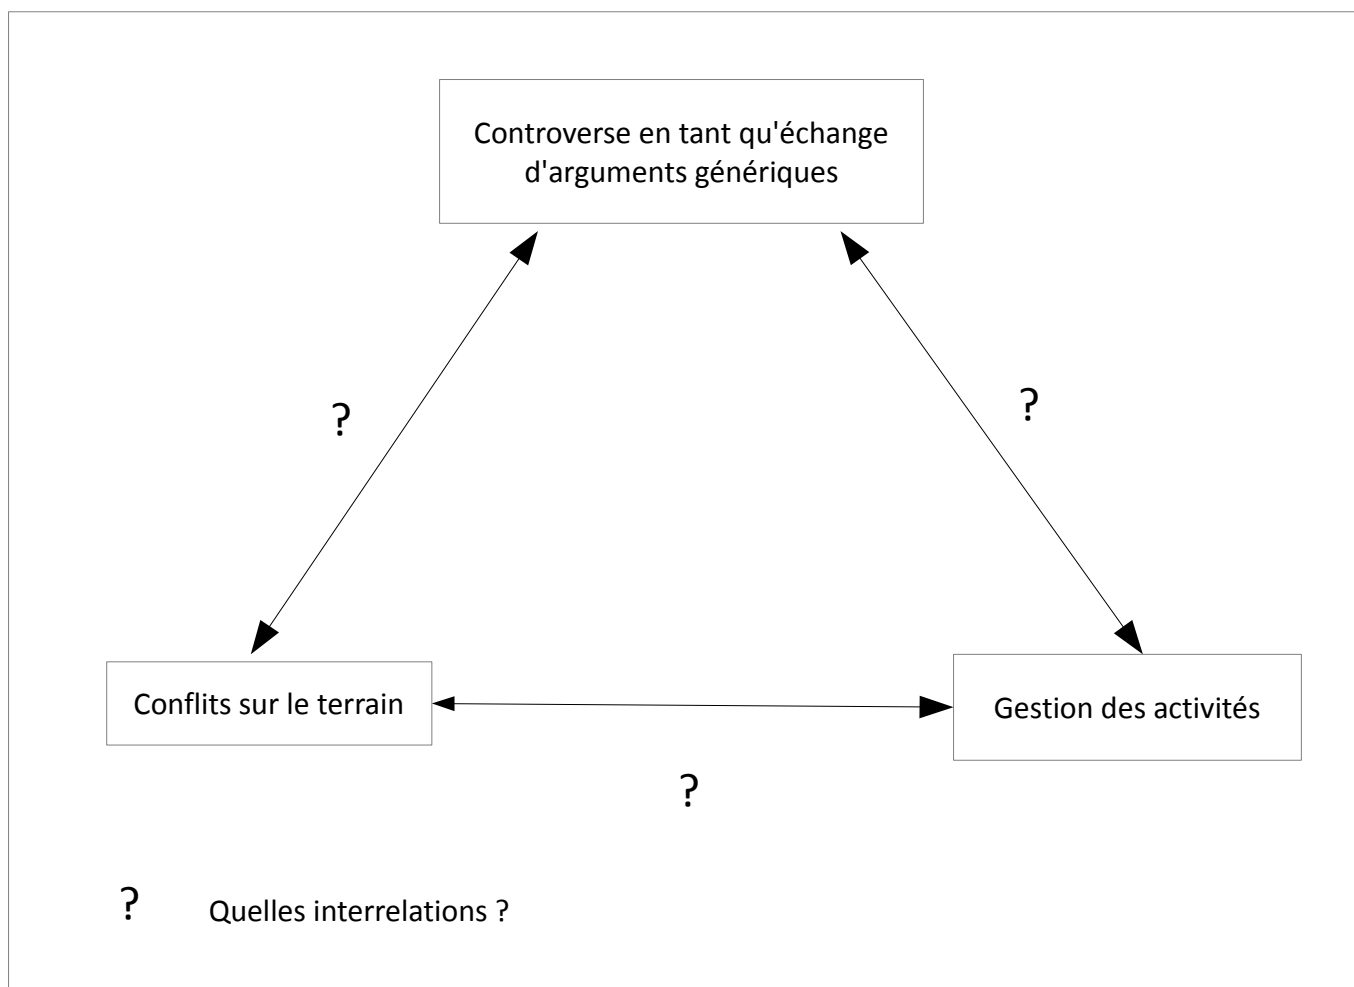 Controverse en tant qu'échange
d'arguments génériques
?
?
Conflits sur le terrain
Gestion des activités
?
? Quelles interrelations ?